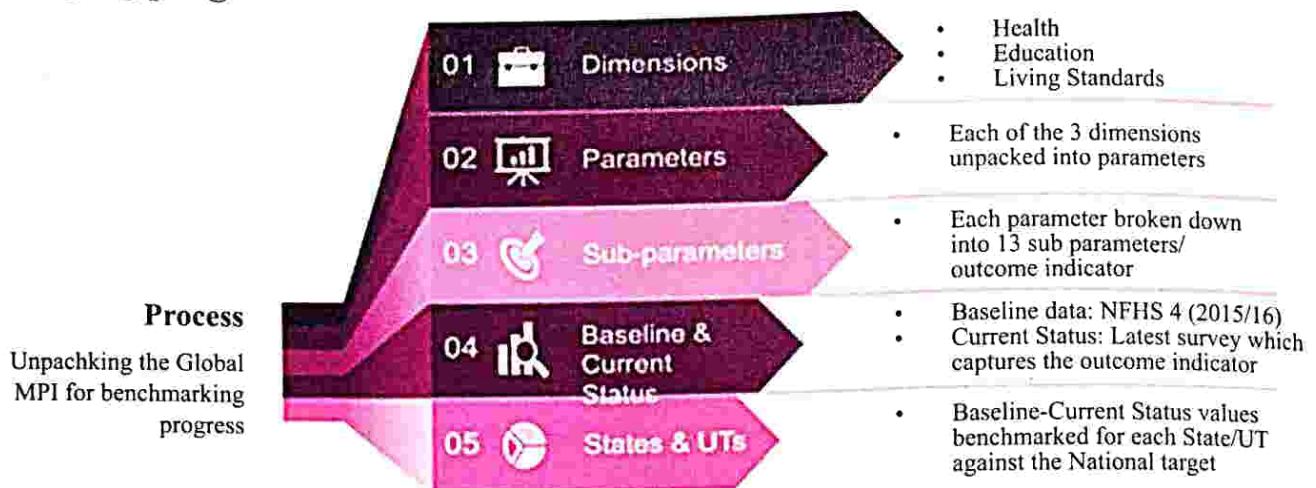 01 Dimensions
• Health
• Education
• Living Standards
02 Parameters
• Each of the 3 dimensions
unpacked into parameters
03 Sub-parameters
• Each parameter broken down
into 13 sub parameters/
outcome indicator
Process
Unpachking the Global
MPI for benchmarking
progress
04 Baseline &
Current
Status
• Baseline data: NFHS 4 (2015/16)
• Current Status: Latest survey which
captures the outcome indicator
05 States & UTs
• Baseline-Current Status values
benchmarked for each State/UT
against the National target